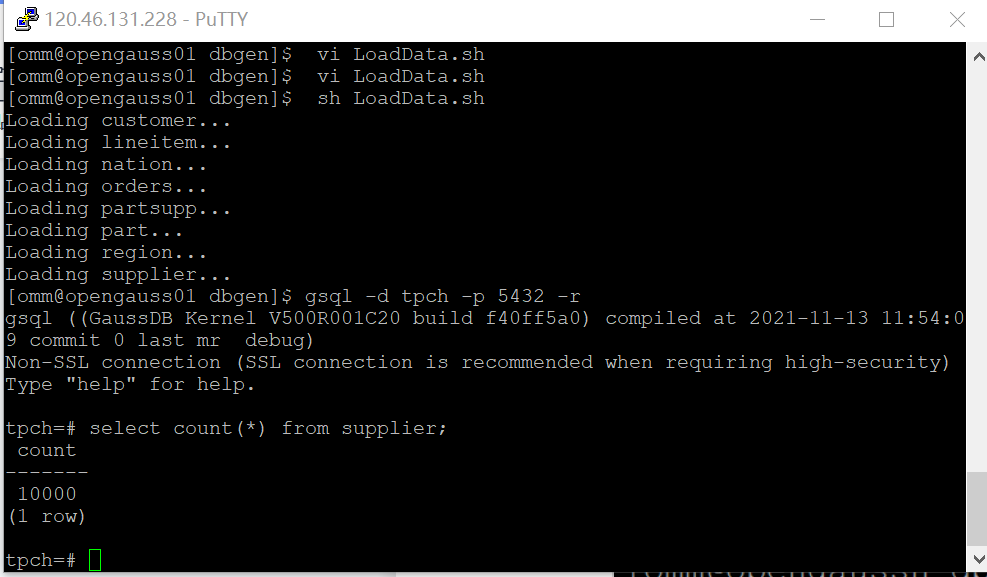 120.46.131.228 - PuTTY
[omm@opengauss01 dbgen]$  vi LoadData.sh
[omm@opengauss01 dbgen]$  vi LoadData.sh
[omm@opengauss01 dbgen]$  sh LoadData.sh
Loading customer...
Loading lineitem...
Loading nation...
Loading orders...
Loading partsupp...
Loading part...
Loading region...
Loading supplier...
[omm@opengauss01 dbgen]$ gsql -d tpch -p 5432 -r
gsql ((GaussDB Kernel V500R001C20 build f40ff5a0) compiled at 2021-11-13 11:54:0
9 commit 0 last mr  debug)
Non-SSL connection (SSL connection is recommended when requiring high-security)
Type "help" for help.
tpch=# select count(*) from supplier;
count
-------
10000
(1 row)
tpch=#